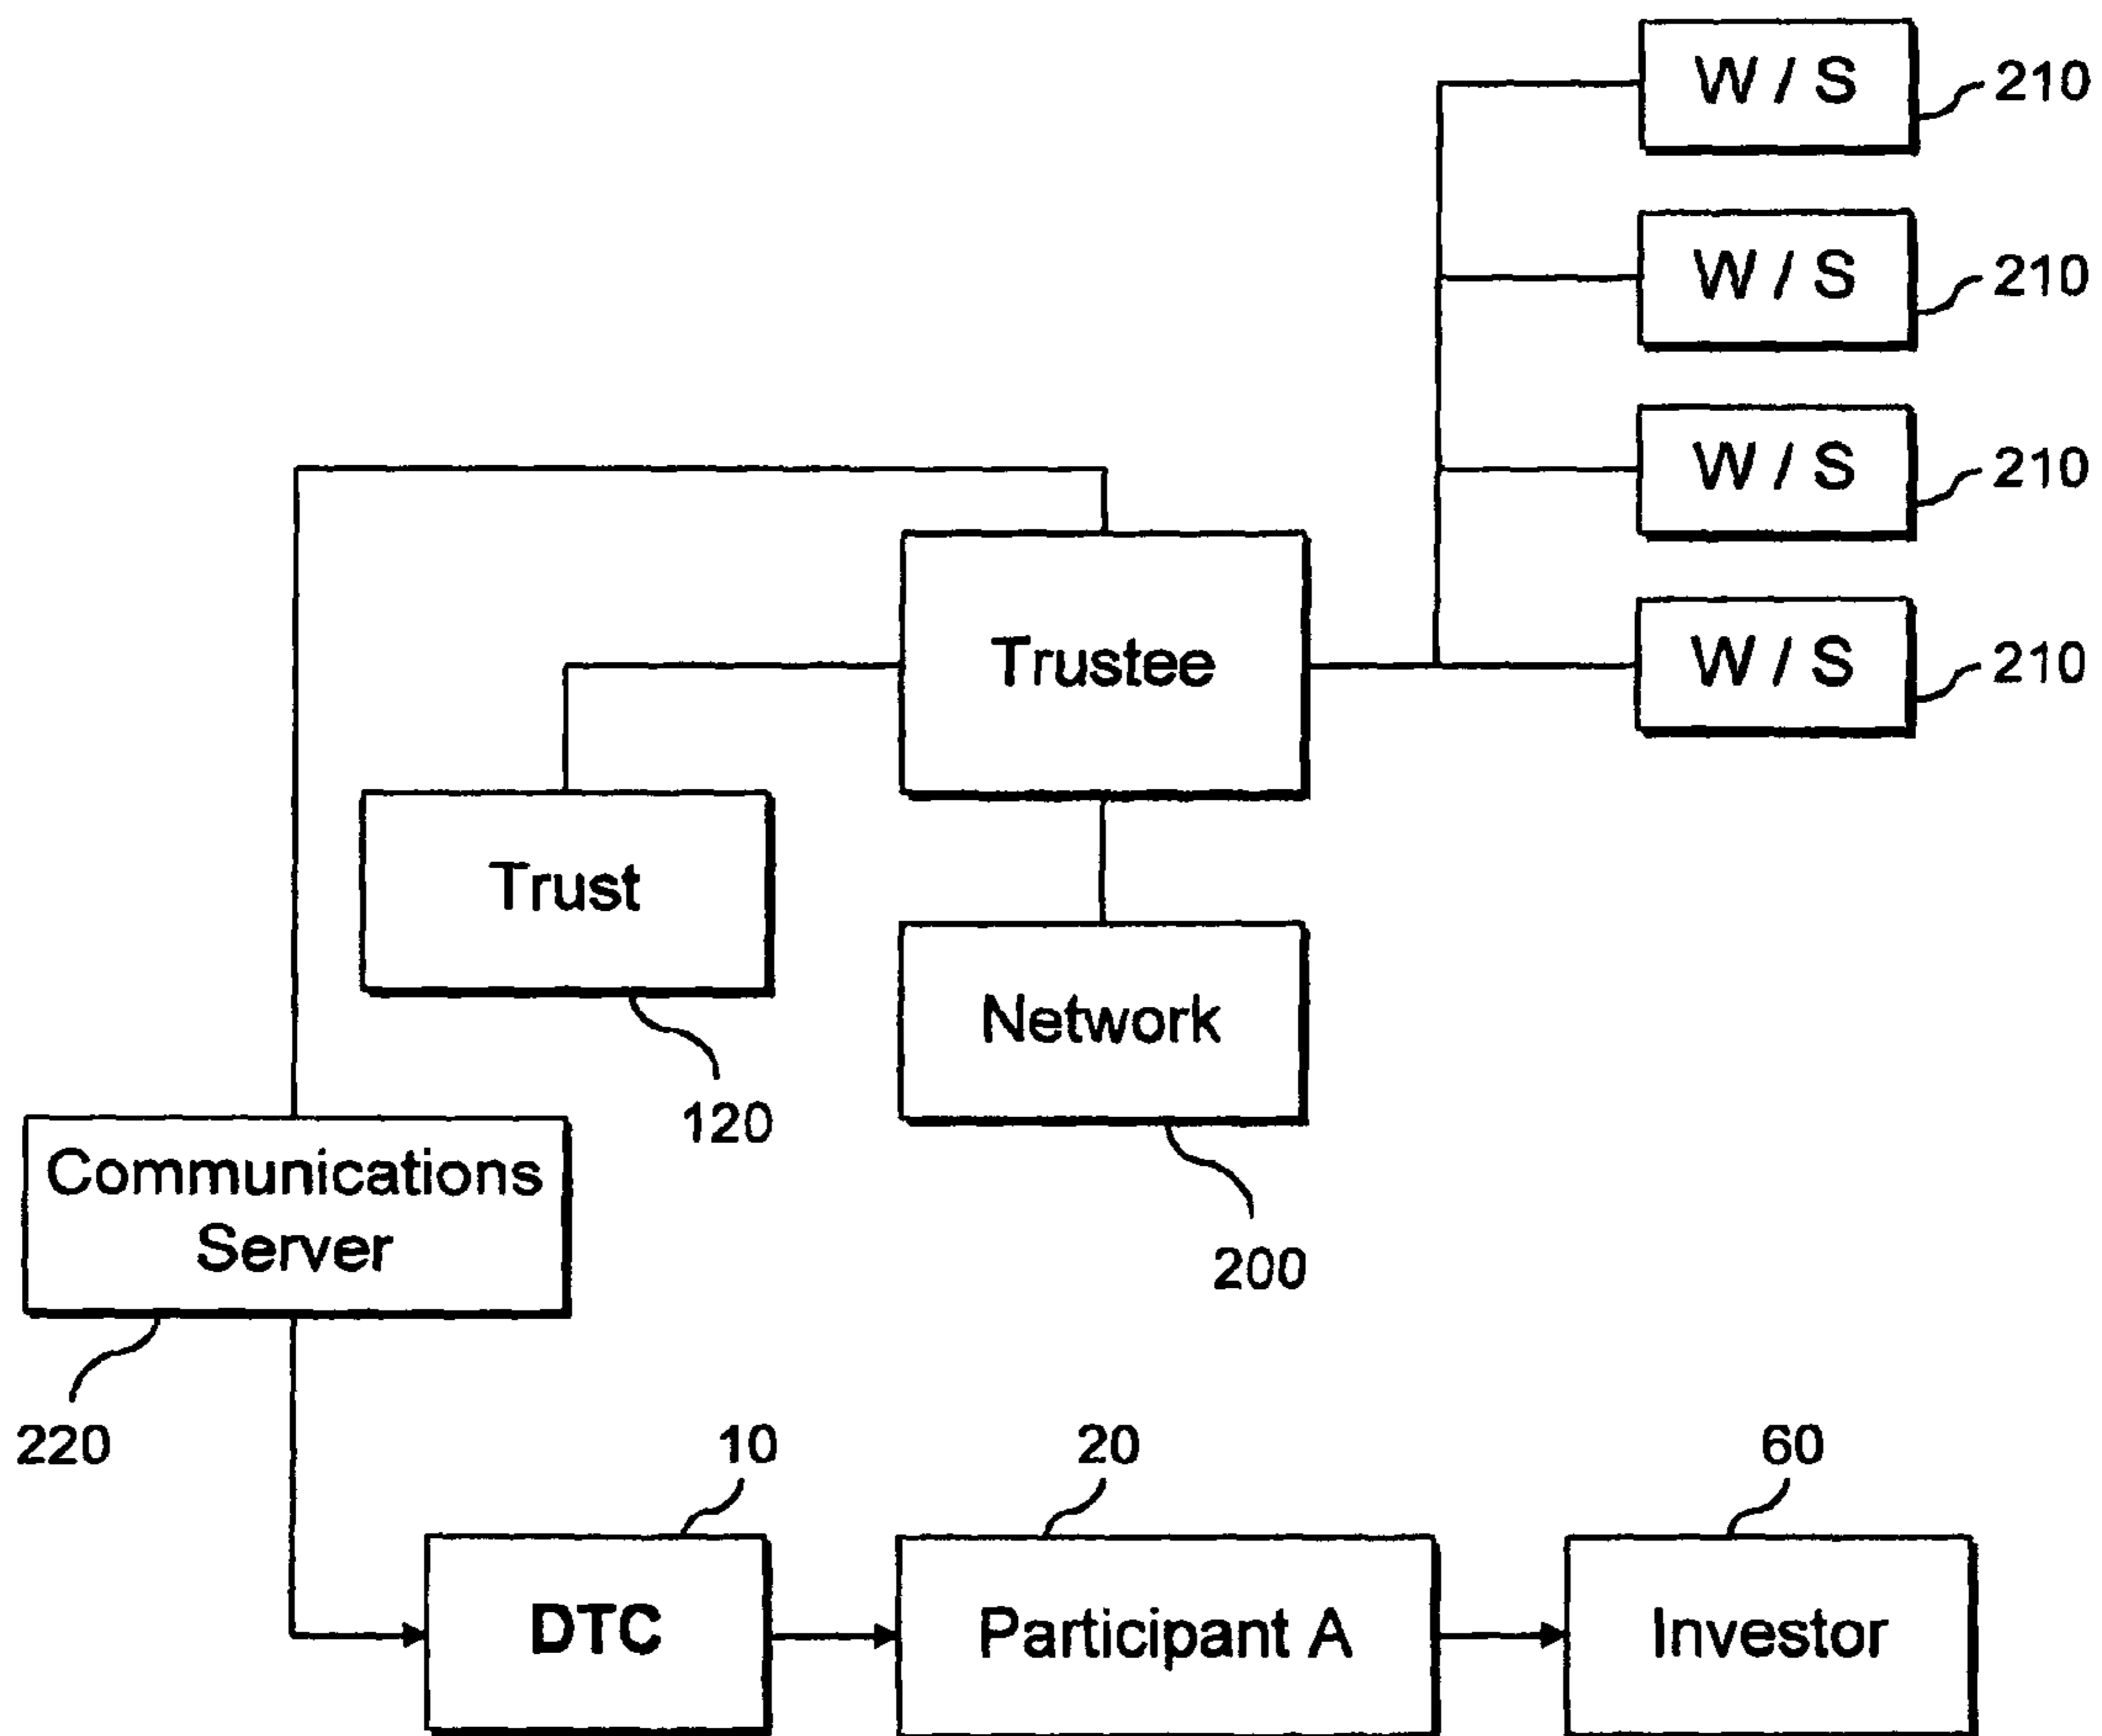 W / S
210
W / S
210
W / S
210
Trustee
W / S
210
Trust
Network
120
Communications
Server
200
220
10
20
60
DTC
Participant A
Investor